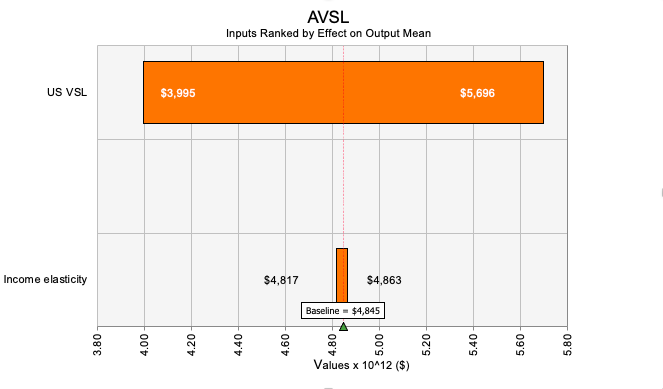 AVSL
Inputs Ranked by Effect on Output Mean
US VSL
$3,995
$5,696
Income elasticity
$4,817
$4,863
Baseline = $4,845
3.80
4.00
4.20
4.40
4.60
4.80
5.00
5.20
5.40
5.60
5.80
Values x 10^12 ($)